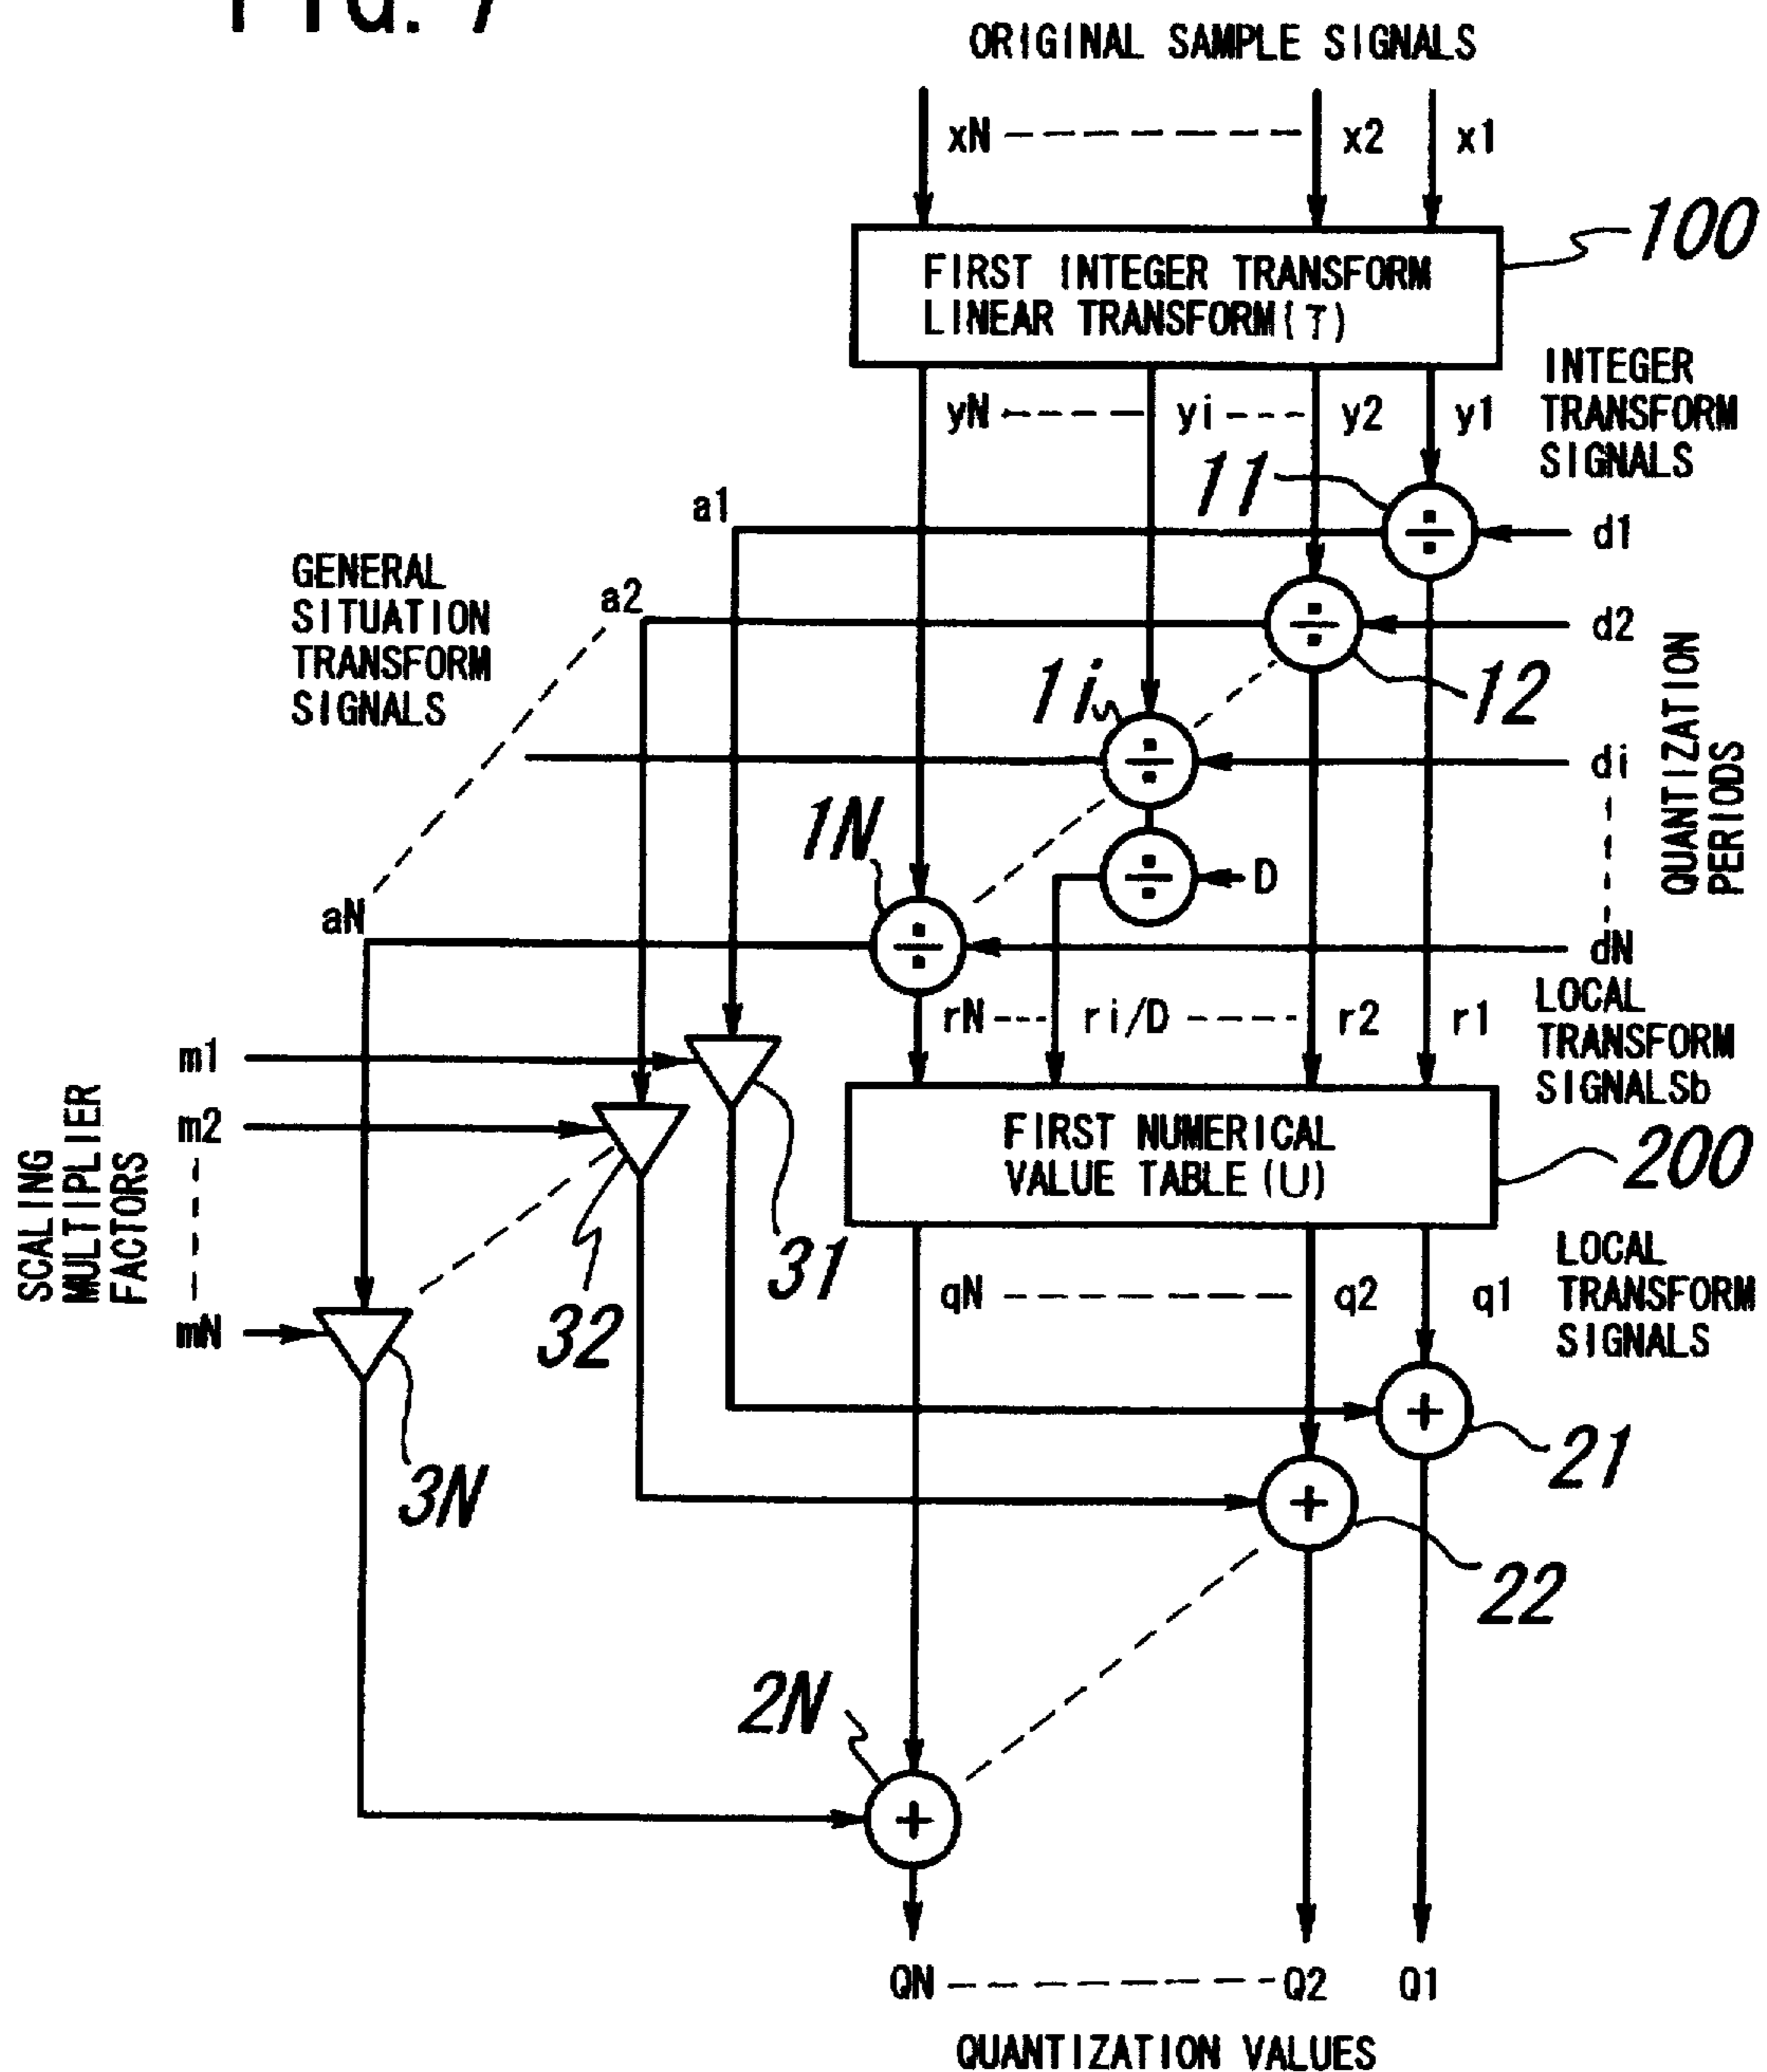 FIG. 7
ORIGINAL SAMPLE SIGNALS
xN x2 x1
100
FIRST INTEGER TRANSFORM
LINEAR TRANSFORM(T)
INTEGER
TRANSFORM
SIGNALS
yN yi y2 y1
11
a1
d1
GENERAL
SITUATION
TRANSFORM
SIGNALS
a2
d2
12
1i
di
QUANTIZATION
PERIODS
1N
D
aN
dN
rN ri/D r2 r1
LOCAL
TRANSFORM
SIGNALSb
m1
m2
mN
SCALING
MULTIPLIER
FACTORS
FIRST NUMERICAL
VALUE TABLE (U)
200
31
32
3N
qN q2 q1
LOCAL
TRANSFORM
SIGNALS
21
22
2N
QN Q2 Q1
QUANTIZATION VALUES